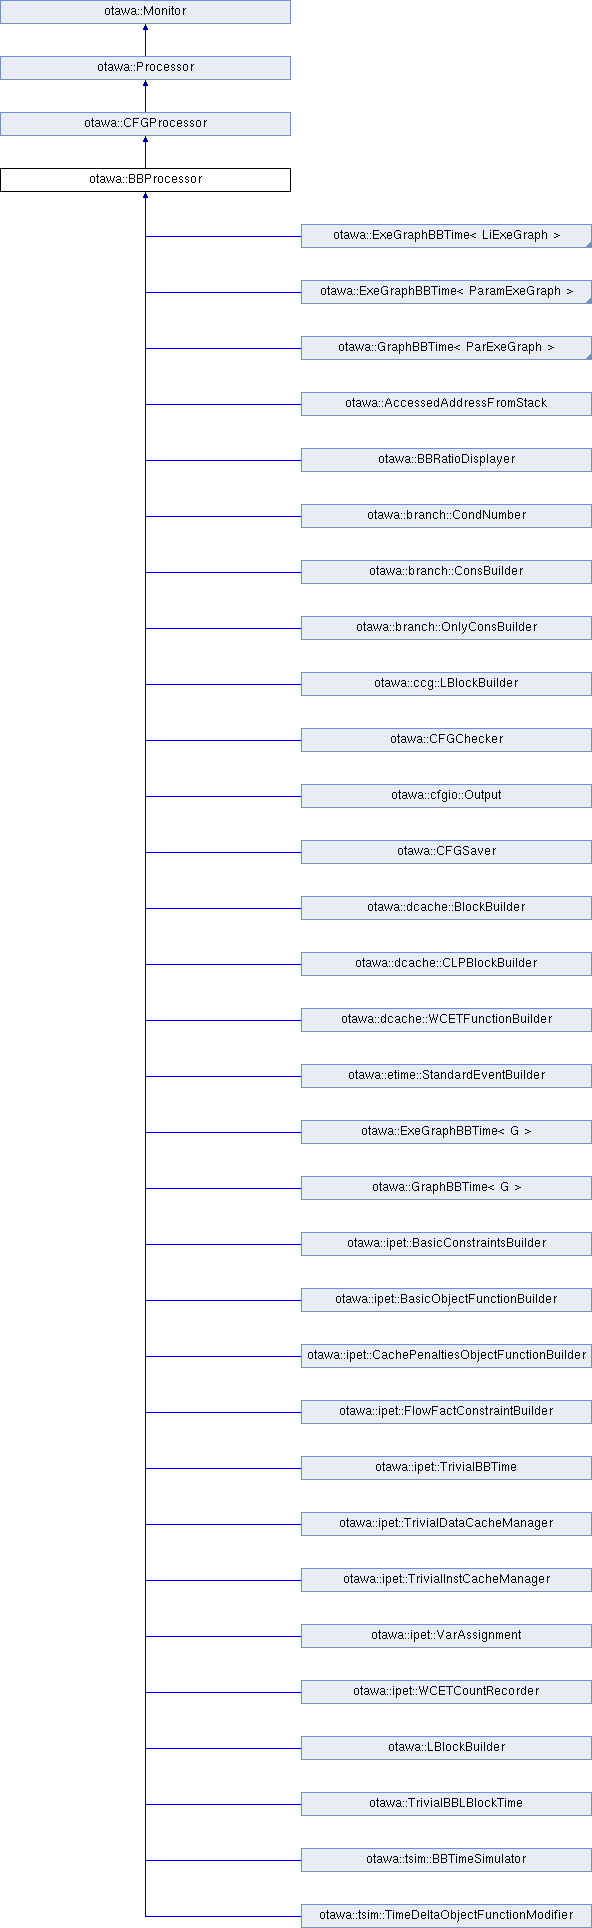 otawa::Monitor
otawa::Processor
otawa::CFGProcessor
otawa::BBProcessor
otawa::ExeGraphBBTime< LiExeGraph >
otawa::ExeGraphBBTime< ParamExeGraph >
otawa::GraphBBTime< ParExeGraph >
otawa::AccessedAddressFromStack
otawa::BBRatioDisplayer
otawa::branch::CondNumber
otawa::branch::ConsBuilder
otawa::branch::OnlyConsBuilder
otawa::ccg::LBlockBuilder
otawa::CFGChecker
otawa::cfgio::Output
otawa::CFGSaver
otawa::dcache::BlockBuilder
otawa::dcache::CLPBlockBuilder
otawa::dcache::WCETFunctionBuilder
otawa::etime::StandardEventBuilder
otawa::ExeGraphBBTime< G >
otawa::GraphBBTime< G >
otawa::ipet::BasicConstraintsBuilder
otawa::ipet::BasicObjectFunctionBuilder
otawa::ipet::CachePenaltiesObjectFunctionBuilder
otawa::ipet::FlowFactConstraintBuilder
otawa::ipet::TrivialBBTime
otawa::ipet::TrivialDataCacheManager
otawa::ipet::TrivialInstCacheManager
otawa::ipet::VarAssignment
otawa::ipet::WCETCountRecorder
otawa::LBlockBuilder
otawa::TrivialBBLBlockTime
otawa::tsim::BBTimeSimulator
otawa::tsim::TimeDeltaObjectFunctionModifier